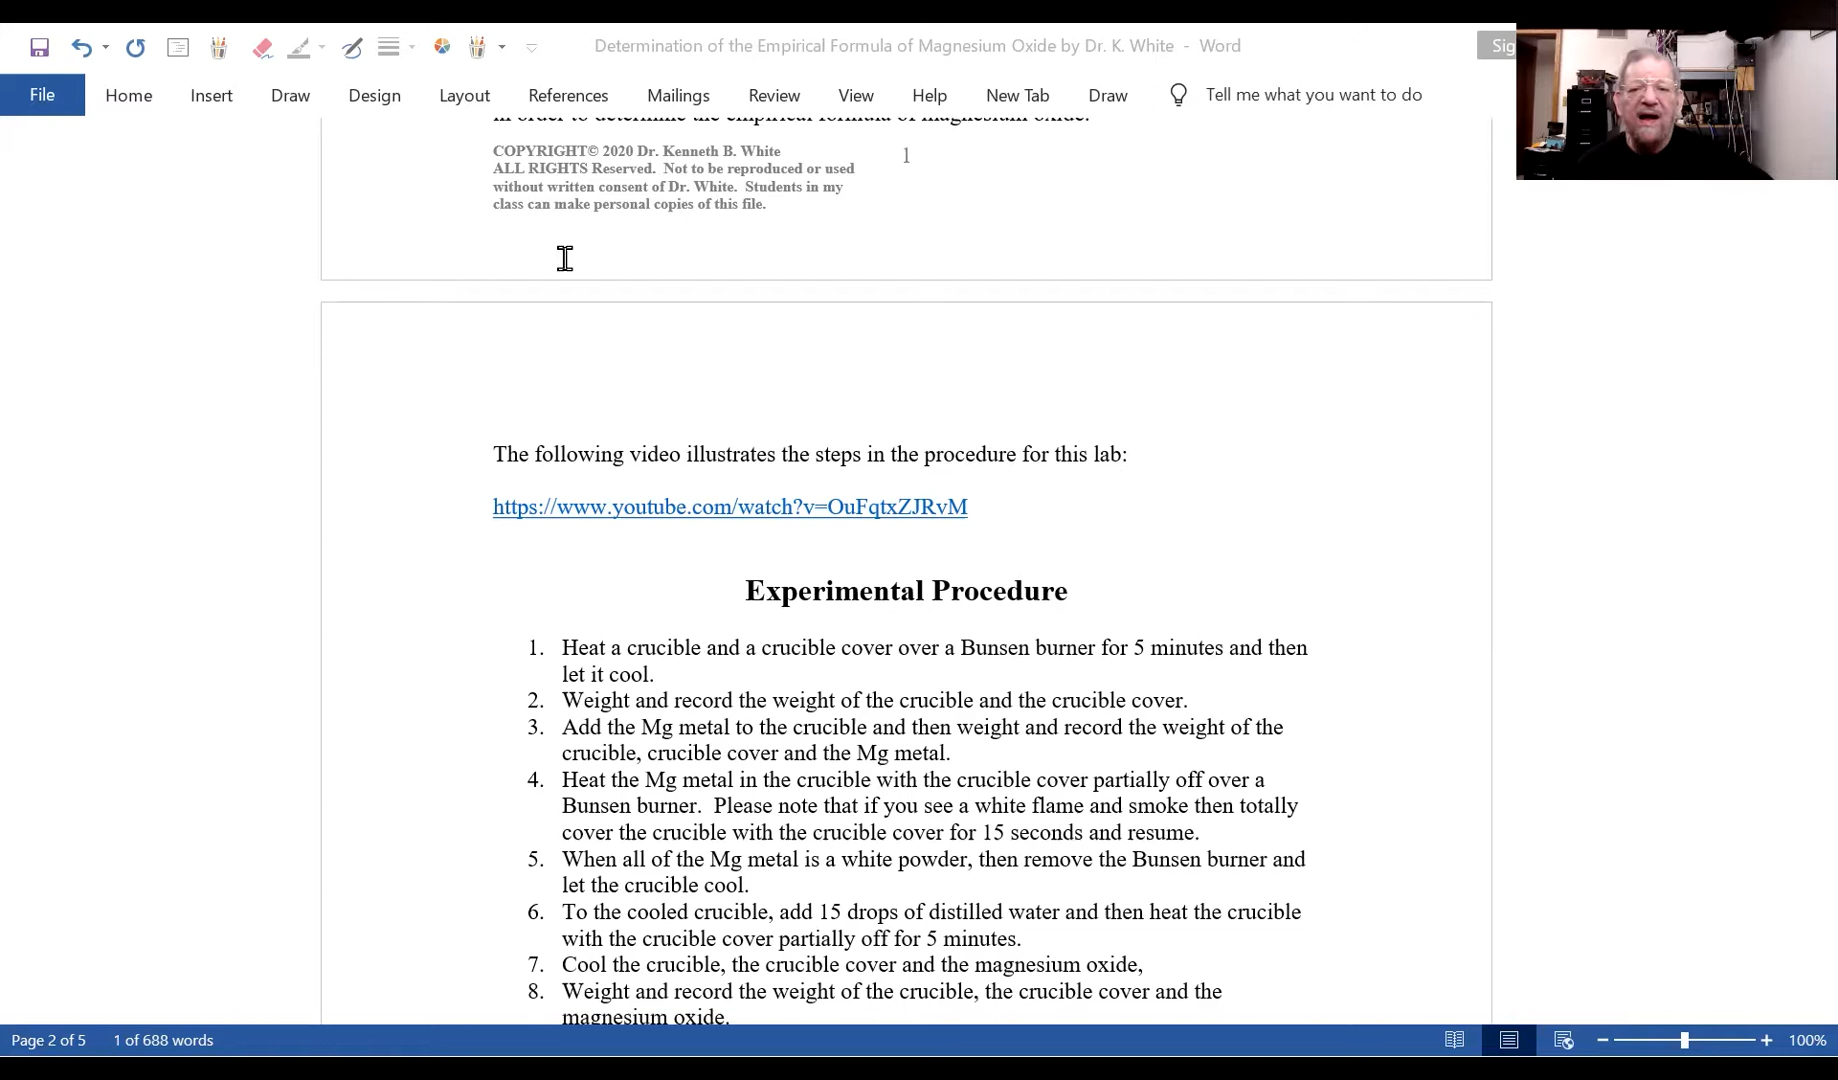 Determination of the Empirical Formula of Magnesium Oxide by Dr. K. White - Word
Sig
File Home Insert Draw Design Layout References Mailings Review View Help New Tab Draw Tell me what you want to do
in order to determine the empirical formula of magnesium oxide.
COPYRIGHT© 2020 Dr. Kenneth B. White
1
ALL RIGHTS Reserved. Not to be reproduced or used
without written consent of Dr. White. Students in my
class can make personal copies of this file.
The following video illustrates the steps in the procedure for this lab:
https://www.youtube.com/watch?v=OuFqtxZJRvM
Experimental Procedure
1. Heat a crucible and a crucible cover over a Bunsen burner for 5 minutes and then
let it cool.
2. Weight and record the weight of the crucible and the crucible cover.
3. Add the Mg metal to the crucible and then weight and record the weight of the
crucible, crucible cover and the Mg metal.
4. Heat the Mg metal in the crucible with the crucible cover partially off over a
Bunsen burner. Please note that if you see a white flame and smoke then totally
cover the crucible with the crucible cover for 15 seconds and resume.
5. When all of the Mg metal is a white powder, then remove the Bunsen burner and
let the crucible cool.
6. To the cooled crucible, add 15 drops of distilled water and then heat the crucible
with the crucible cover partially off for 5 minutes.
7. Cool the crucible, the crucible cover and the magnesium oxide,
8. Weight and record the weight of the crucible, the crucible cover and the
magnesium oxide.
Page 2 of 5 1 of 688 words
100%